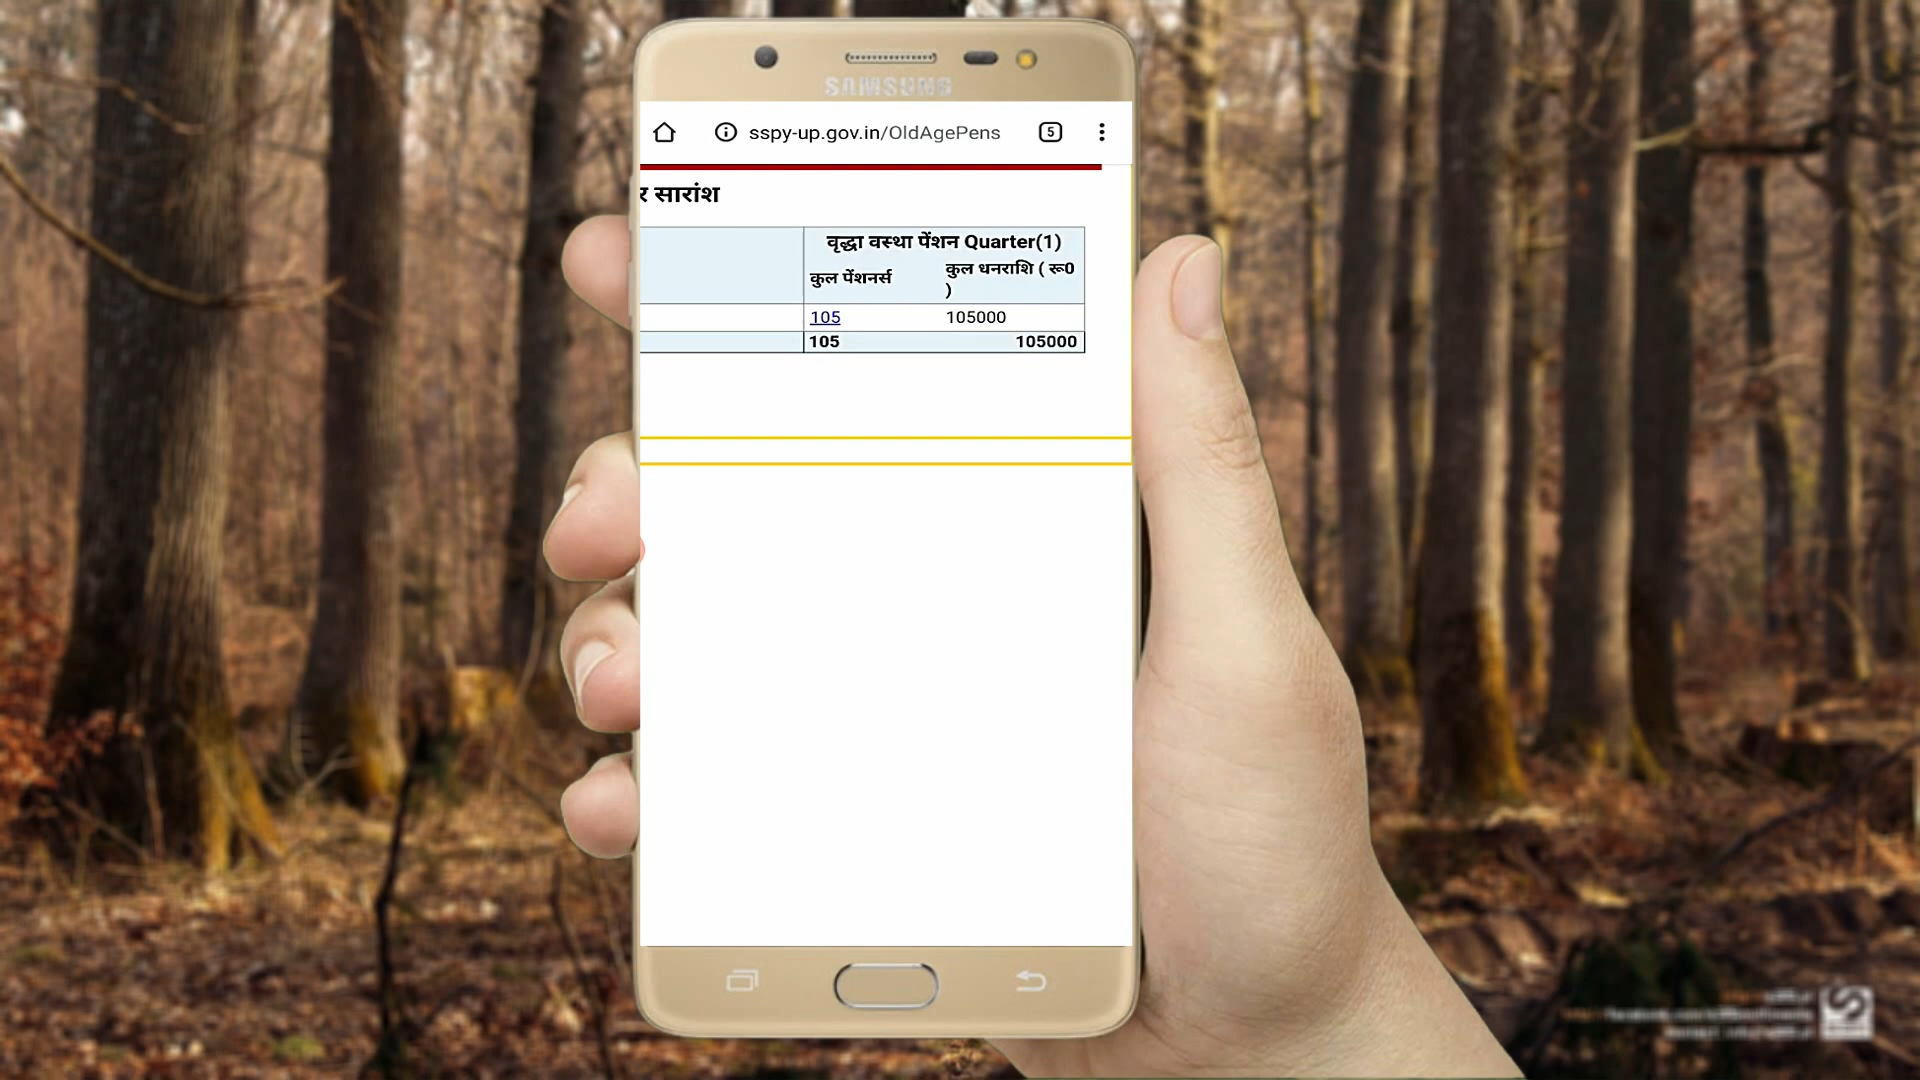 SAMSUNG
sspy-up.gov.in/OldAgePens
5
र सारांश
वृद्धा वस्था पेंशन Quarter(1)
कुल पेंशनर्स
कुल धनराशि ( रू0
)
105 105000
105 105000